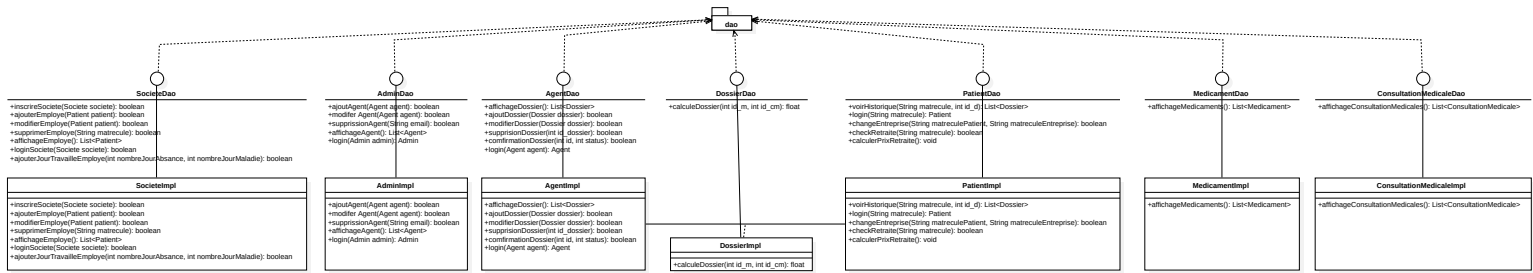 dao
SocieteDao
+inscrireSociete(Societe societe): boolean
+ajouterEmploye(Patient patient): boolean
+modifierEmploye(Patient patient): boolean
+supprimerEmploye(String matrecule): boolean
+affichageEmploye(): List<Patient>
+loginSociete(Societe societe): boolean
+ajouterJourTravailleEmploye(int nombreJourAbsance, int nombreJourMaladie): boolean
AdminDao
+ajoutAgent(Agent agent): boolean
+modifer Agent(Agent agent): boolean
+supprissionAgent(String email): boolean
+affichageAgent(): List<Agent>
+login(Admin admin): Admin
AgentDao
+affichageDossier(): List<Dossier>
+ajoutDossier(Dossier dossier): boolean
+modifierDossier(Dossier dossier): boolean
+supprisionDossier(int id_dossier): boolean
+comfirmationDossier(int id, int status): boolean
+login(Agent agent): Agent
DossierDao
+calculeDossier(int id_m, int id_cm): float
PatientDao
+voirHistorique(String matrecule, int id_d): List<Dossier>
+login(String matrecule): Patient
+changeEntreprise(String matreculePatient, String matreculeEntreprise): boolean
+checkRetraite(String matrecule): boolean
+calculerPrixRetraite(): void
MedicamentDao
+affichageMedicaments(): List<Medicament>
ConsultationMedicaleDao
+affichageConsultationMedicales(): List<ConsultationMedicale>
SocieteImpl
+inscrireSociete(Societe societe): boolean
+ajouterEmploye(Patient patient): boolean
+modifierEmploye(Patient patient): boolean
+supprimerEmploye(String matrecule): boolean
+affichageEmploye(): List<Patient>
+loginSociete(Societe societe): boolean
+ajouterJourTravailleEmploye(int nombreJourAbsance, int nombreJourMaladie): boolean
AdminImpl
+ajoutAgent(Agent agent): boolean
+modifer Agent(Agent agent): boolean
+supprissionAgent(String email): boolean
+affichageAgent(): List<Agent>
+login(Admin admin): Admin
AgentImpl
+affichageDossier(): List<Dossier>
+ajoutDossier(Dossier dossier): boolean
+modifierDossier(Dossier dossier): boolean
+supprisionDossier(int id_dossier): boolean
+comfirmationDossier(int id, int status): boolean
+login(Agent agent): Agent
DossierImpl
+calculeDossier(int id_m, int id_cm): float
PatientImpl
+voirHistorique(String matrecule, int id_d): List<Dossier>
+login(String matrecule): Patient
+changeEntreprise(String matreculePatient, String matreculeEntreprise): boolean
+checkRetraite(String matrecule): boolean
+calculerPrixRetraite(): void
MedicamentImpl
+affichageMedicaments(): List<Medicament>
ConsultationMedicaleImpl
+affichageConsultationMedicales(): List<ConsultationMedicale>